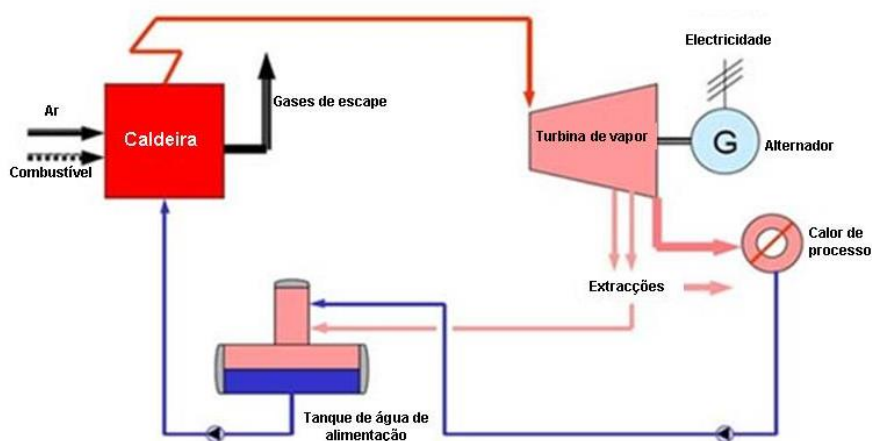 Electricidade
Ar
Gases de escape
Caldeira
Turbina de vapor
G
Alternador
Combustível
Calor de
processo
Extracções
Tanque de água de
alimentação